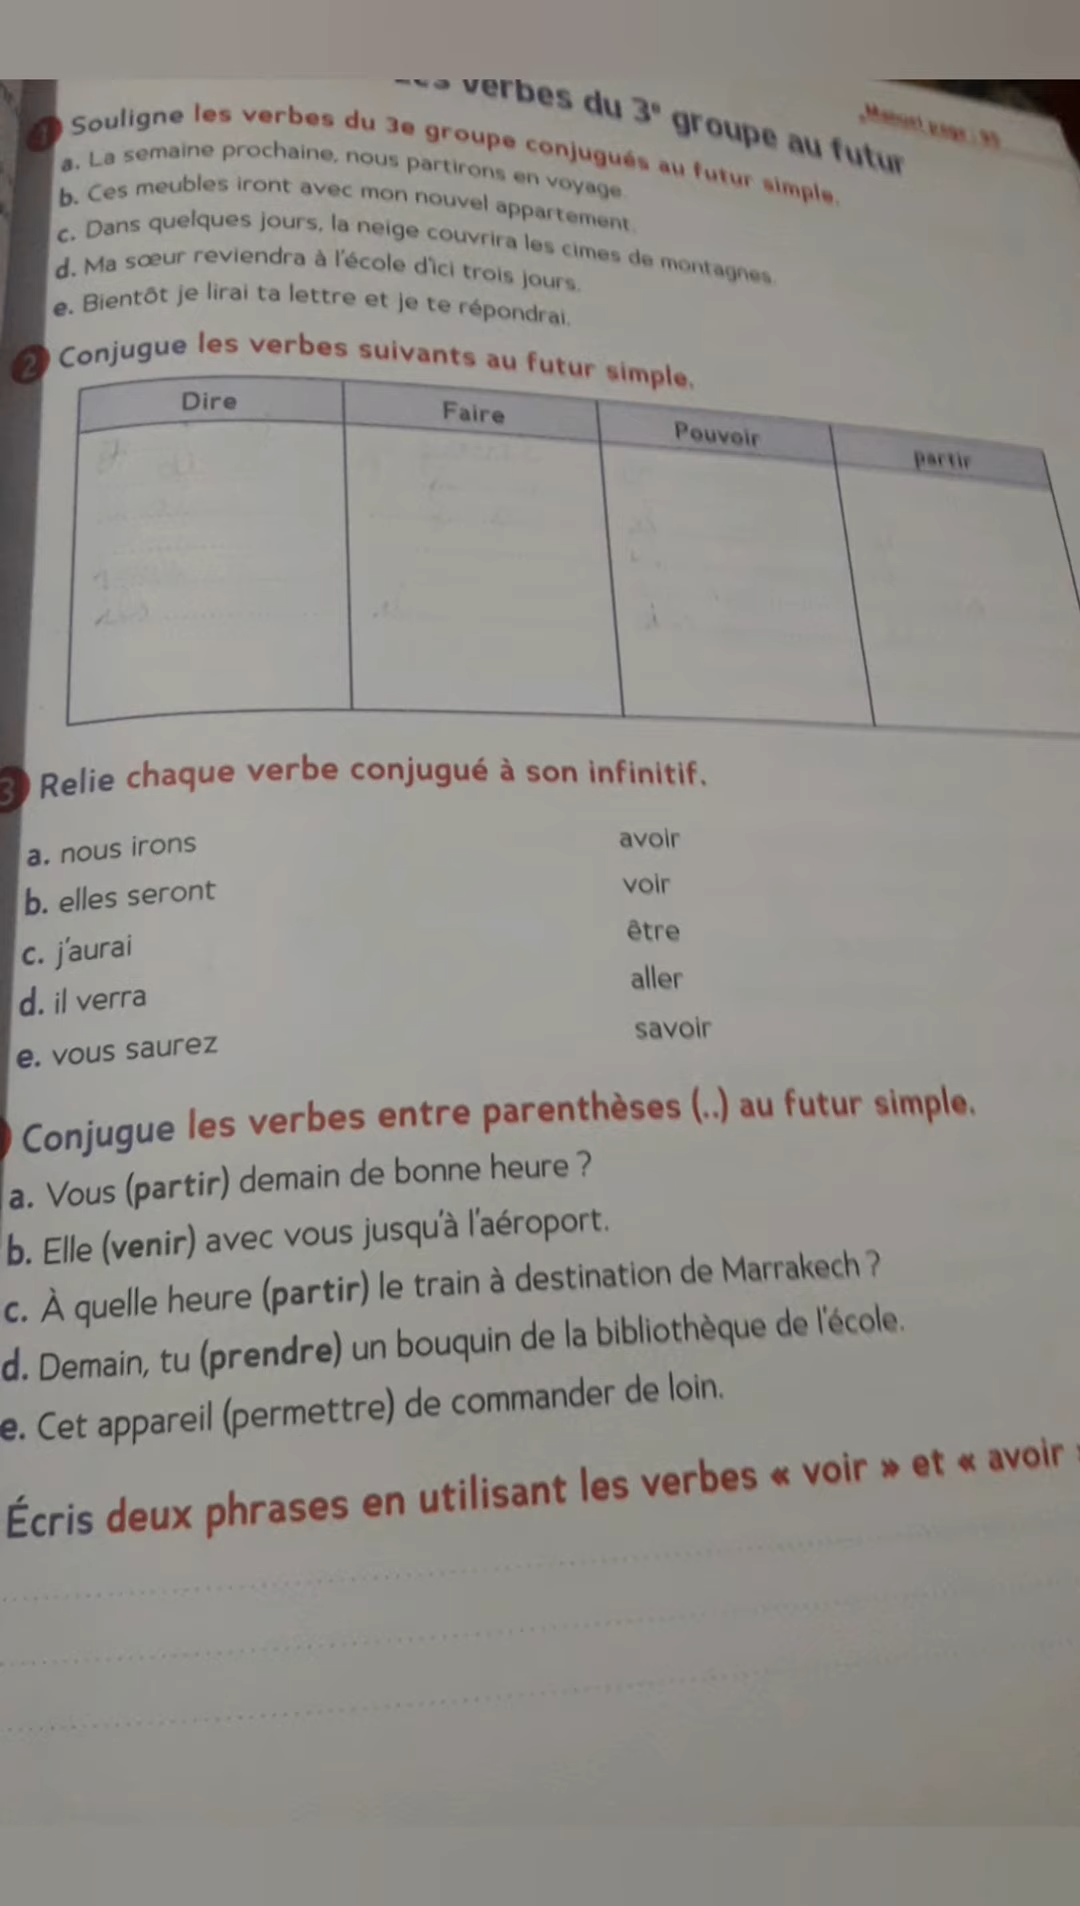 Les verbes du 3e groupe au futur
Manuel page : 99
1 Souligne les verbes du 3e groupe conjugués au futur simple.
a. La semaine prochaine, nous partirons en voyage.
b. Ces meubles iront avec mon nouvel appartement.
c. Dans quelques jours, la neige couvrira les cimes de montagnes.
d. Ma sœur reviendra à l'école d'ici trois jours.
e. Bientôt je lirai ta lettre et je te répondrai.
2 Conjugue les verbes suivants au futur simple.
Dire Faire Pouvoir partir
3 Relie chaque verbe conjugué à son infinitif.
a. nous irons avoir
b. elles seront voir
c. j'aurai être
d. il verra aller
e. vous saurez savoir
Conjugue les verbes entre parenthèses (..) au futur simple.
a. Vous (partir) demain de bonne heure ?
b. Elle (venir) avec vous jusqu'à l'aéroport.
c. À quelle heure (partir) le train à destination de Marrakech ?
d. Demain, tu (prendre) un bouquin de la bibliothèque de l'école.
e. Cet appareil (permettre) de commander de loin.
Écris deux phrases en utilisant les verbes « voir » et « avoir »